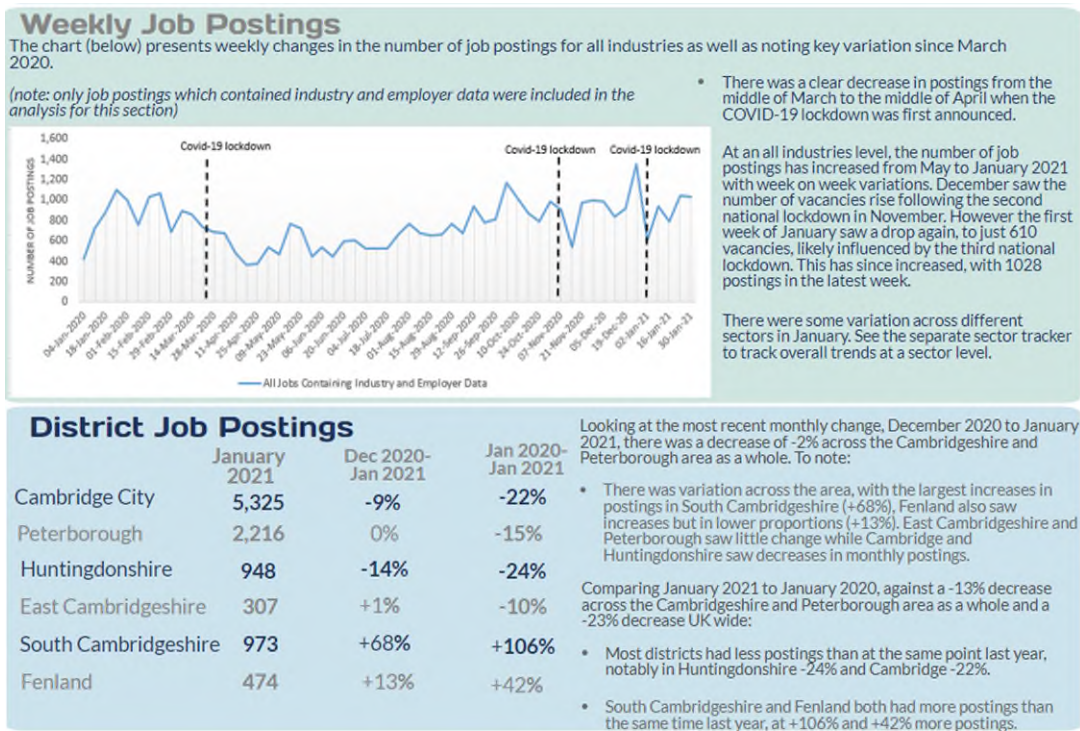 Weekly Job Postings
The chart (below) presents weekly changes in the number of job postings for all industries as well as noting key variation since March
2020.
(note: only job postings which contained industry and employer data were included in the
analysis for this section)
• There was a clear decrease in postings from the
middle of March to the middle of April when the
COVID-19 lockdown was first announced.
At an all industries level, the number of job
postings has increased from May to January 2021
with week on week variations. December saw the
number of vacancies rise following the second
national lockdown in November. However the first
week of January saw a drop again, to just 610
vacancies, likely influenced by the third national
lockdown. This has since increased, with 1028
postings in the latest week.
There were some variation across different
sectors in January. See the separate sector tracker
to track overall trends at a sector level.
NUMBER OF JOB POSTINGS
1,600
1,400
1,200
1,000
800
600
400
200
0
Covid-19 lockdown
Covid-19 lockdown
Covid-19 lockdown
04-Jan-2020
18-Jan-2020
01-Feb-2020
15-Feb-2020
29-Feb-2020
14-Mar-2020
28-Mar-2020
11-Apr-2020
25-Apr-2020
09-May-2020
23-May-2020
06-Jun-2020
20-Jun-2020
04-Jul-2020
18-Jul-2020
01-Aug-2020
15-Aug-2020
29-Aug-2020
12-Sep-2020
26-Sep-2020
10-Oct-2020
24-Oct-2020
07-Nov-2020
21-Nov-2020
05-Dec-20
19-Dec-20
02-Jan-21
16-Jan-21
30-Jan-21
All Jobs Containing Industry and Employer Data
District Job Postings
January
2021
Dec 2020-
Jan 2021
Jan 2020-
Jan 2021
Cambridge City 5,325 -9% -22%
Peterborough 2,216 0% -15%
Huntingdonshire 948 -14% -24%
East Cambridgeshire 307 +1% -10%
South Cambridgeshire 973 +68% +106%
Fenland 474 +13% +42%
Looking at the most recent monthly change, December 2020 to January
2021, there was a decrease of -2% across the Cambridgeshire and
Peterborough area as a whole. To note:
• There was variation across the area, with the largest increases in
postings in South Cambridgeshire (+68%), Fenland also saw
increases but in lower proportions (+13%). East Cambridgeshire and
Peterborough saw little change while Cambridge and
Huntingdonshire saw decreases in monthly postings.
Comparing January 2021 to January 2020, against a -13% decrease
across the Cambridgeshire and Peterborough area as a whole and a
-23% decrease UK wide:
• Most districts had less postings than at the same point last year,
notably in Huntingdonshire -24% and Cambridge -22%.
• South Cambridgeshire and Fenland both had more postings than
the same time last year, at +106% and +42% more postings.